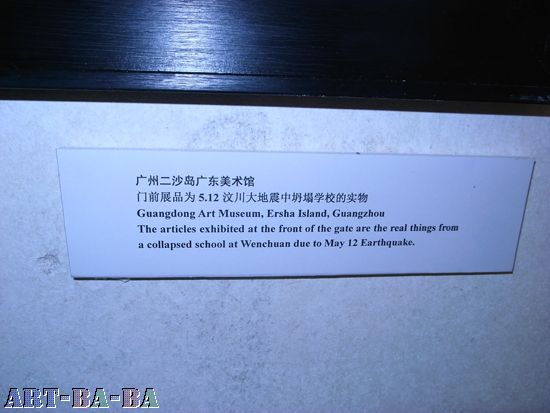 广州二沙岛广东美术馆
门前展品为 5.12 汶川大地震中坍塌学校的实物
Guangdong Art Museum, Ersha Island, Guangzhou
The articles exhibited at the front of the gate are the real things from
a collapsed school at Wenchuan due to May 12 Earthquake.
ART-BA-BA